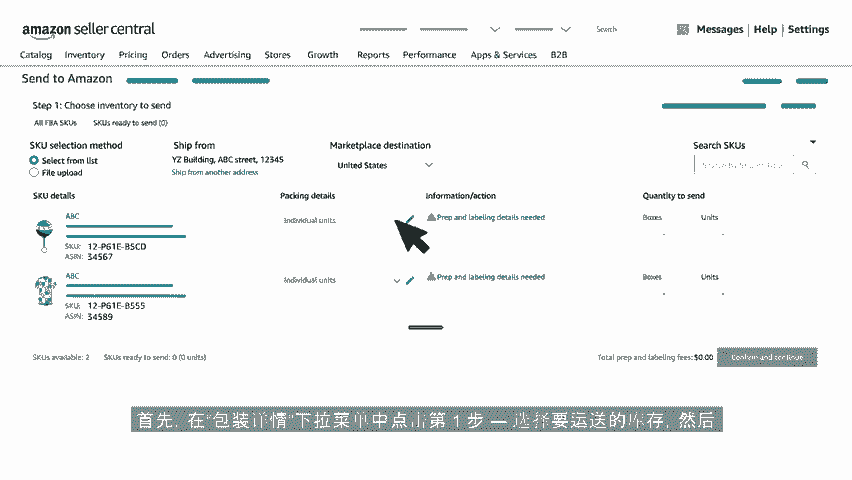 amazon seller central
Search
Messages | Help | Settings
Catalog Inventory Pricing Orders Advertising Stores Growth Reports Performance Apps & Services B2B
Send to Amazon
Step 1: Choose inventory to send
All FBA SKUs SKUs ready to send (0)
SKU selection method
Select from list
File upload
Ship from
YZ Building, ABC street, 12345
Ship from another address
Marketplace destination
United States
Search SKUs
SKU details Packing details Information/action Quantity to send
ABC
SKU: 12-P61E-B5CD
ASIN: 34567
Individual units
Prep and labeling details needed
Boxes Units
ABC
SKU: 12-P61E-B555
ASIN: 34589
Individual units
Prep and labeling details needed
Boxes Units
SKUs available: 2 SKUs ready to send: 0 (0 units)
Total prep and labeling fees: $0.00
Confirm and continue
首先, 在"包装详情"下拉菜单中点击第 1 步 — 选择要运送的库存, 然后